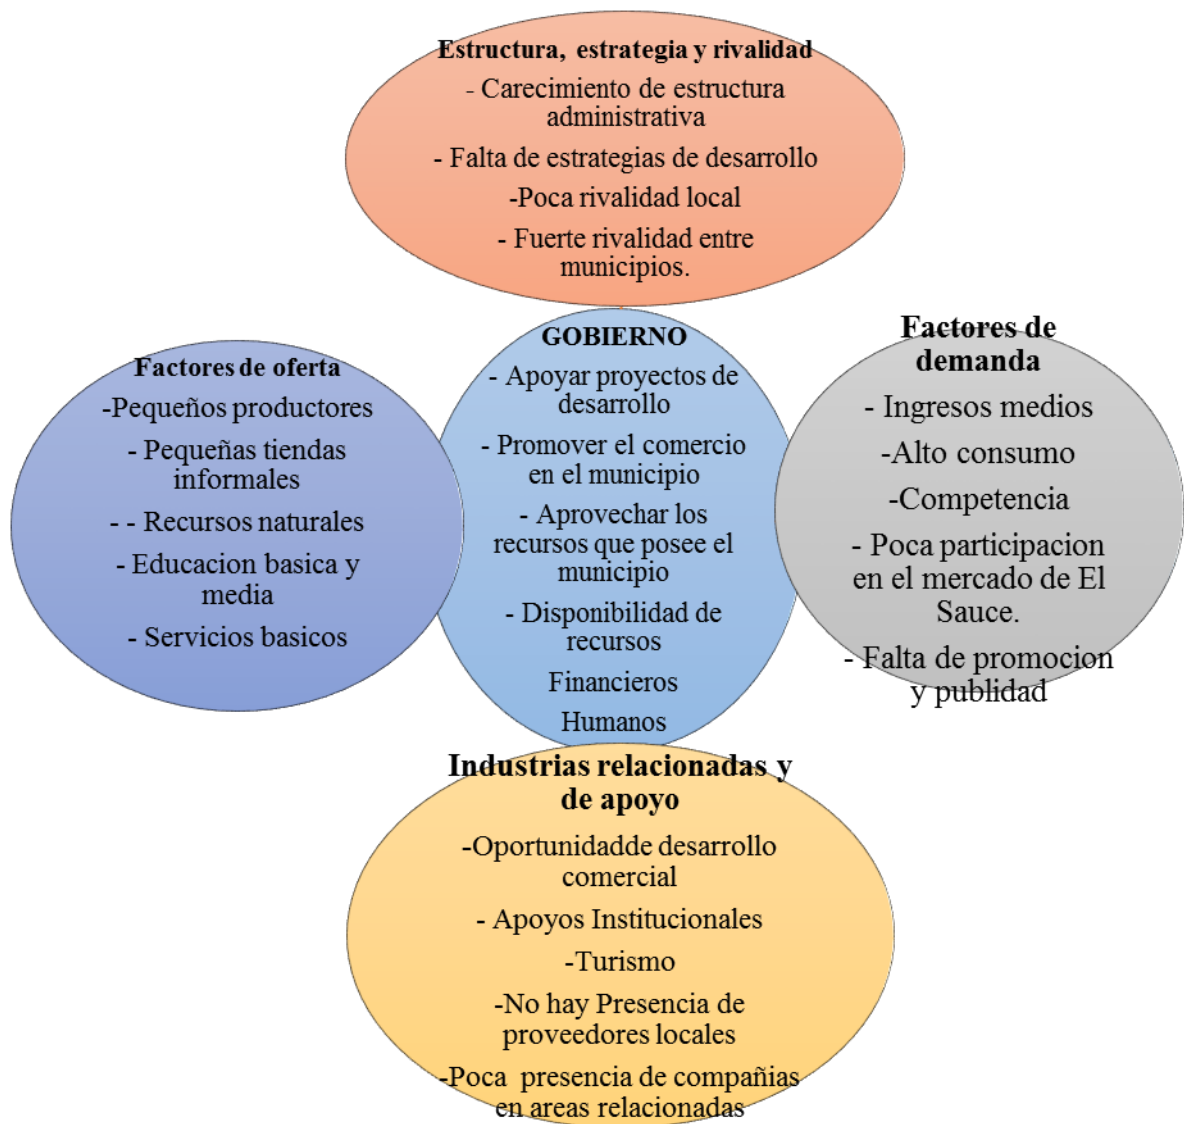 Estructura, estrategia y rivalidad
- Carecimiento de estructura
administrativa
- Falta de estrategias de desarrollo
-Poca rivalidad local
- Fuerte rivalidad entre
municipios.
Factores de oferta
-Pequeños productores
- Pequeñas tiendas
informales
- - Recursos naturales
- Educacion basica y
media
- Servicios basicos
GOBIERNO
- Apoyar proyectos de
desarrollo
- Promover el comercio
en el municipio
- Aprovechar los
recursos que posee el
municipio
- Disponibilidad de
recursos
Financieros
Humanos
Factores de
demanda
- Ingresos medios
-Alto consumo
-Competencia
- Poca participacion
en el mercado de El
Sauce.
- Falta de promocion
y publidad
Industrias relacionadas y
de apoyo
-Oportunidadde desarrollo
comercial
- Apoyos Institucionales
-Turismo
-No hay Presencia de
proveedores locales
-Poca presencia de compañias
en areas relacionadas